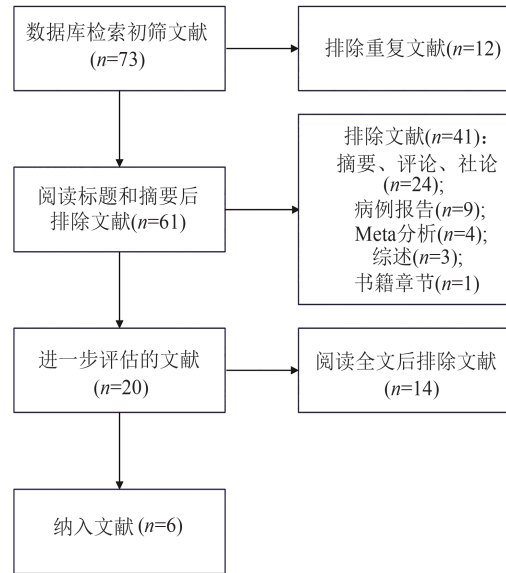 数据库检索初筛文献
(n=73)
排除重复文献(n=12)
阅读标题和摘要后
排除文献(n=61)
排除文献(n=41)：
摘要、评论、社论
(n=24);
病例报告(n=9);
Meta分析(n=4);
综述(n=3);
书籍章节(n=1)
进一步评估的文献
(n=20)
阅读全文后排除文献
(n=14)
纳入文献(n=6)